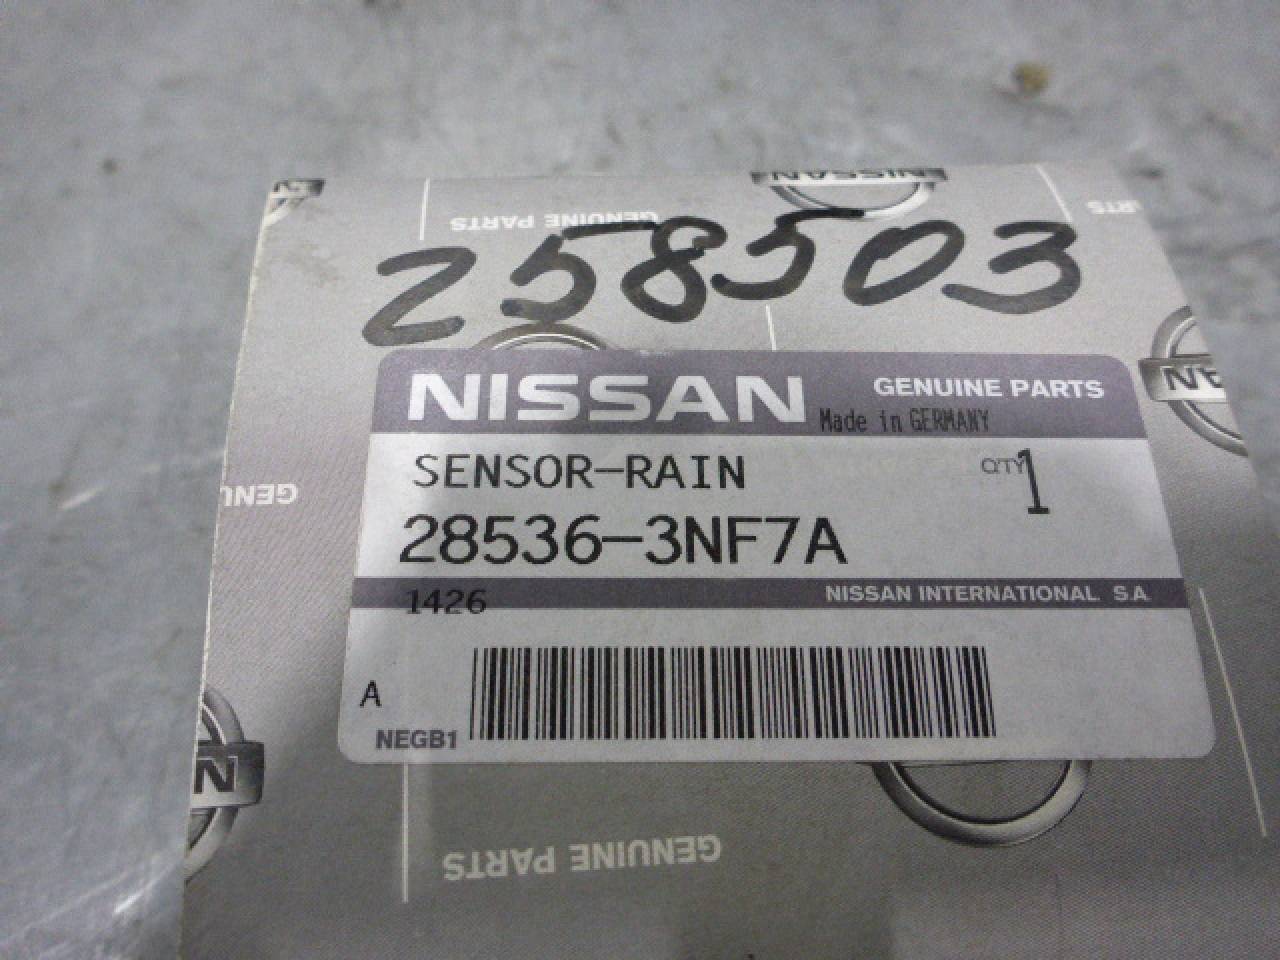 NISSAN
GENUINE PARTS
258503
NISSAN GENUINE PARTS
Made in GERMANY
SENSOR-RAIN QTY 1
28536-3NF7A
1426 NISSAN INTERNATIONAL S.A.
A
NEGB1
GENUINE PARTS